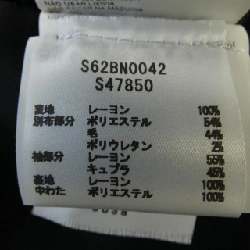 S62BN0042
S47850
表地 レーヨン 100%
別布部分 ポリエステル 54%
毛 44%
ポリウレタン 2%
袖部分 レーヨン 55%
キュプラ 45%
裏地 レーヨン 100%
中わた ポリエステル 100%